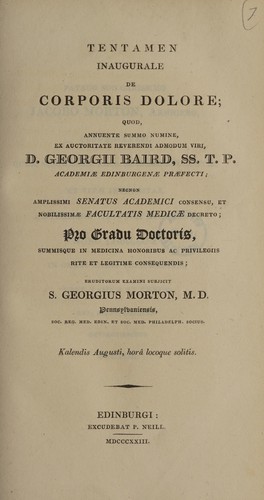 7
TENTAMEN
INAUGURALE
DE
CORPORIS DOLORE;
QUOD,
ANNUENTE SUMMO NUMINE,
EX AUCTORITATE REVERENDI ADMODUM VIRI,
D. GEORGII BAIRD, SS. T. P.
ACADEMIÆ EDINBURGENÆ PRÆFECTI;
NECNON
AMPLISSIMI SENATUS ACADEMICI CONSENSU, ET
NOBILISSIMÆ FACULTATIS MEDICÆ DECRETO;
Pro Gradu Doctoris,
SUMMISQUE IN MEDICINA HONORIBUS AC PRIVILEGIIS
RITE ET LEGITIME CONSEQUENDIS;
ERUDITORUM EXAMINI SUBJICIT
S. GEORGIUS MORTON, M. D.
Pennsylvaniensis,
SOC. REG. MED. EDIN. ET SOC. MED. PHILADELPH. SOCIUS.
Kalendis Augusti, horâ locoque solitis.
EDINBURGI:
EXCUDEBAT P. NEILL.
MDCCCXXIII.